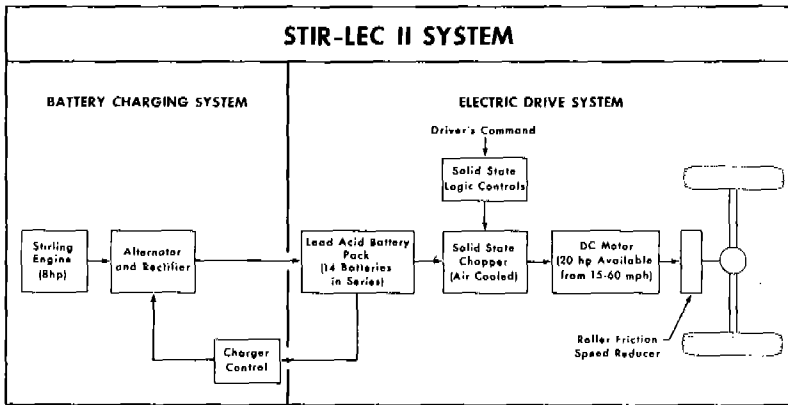 STIR-LEC II SYSTEM
BATTERY CHARGING SYSTEM
ELECTRIC DRIVE SYSTEM
Driver's Command
Solid State
Logic Controls
Stirling
Engine
(8hp)
Alternator
and Rectifier
Lead Acid Battery
Pack
(14 Batteries
in Series)
Solid State
Chopper
(Air Cooled)
DC Motor
(20 hp Available
from 15-60 mph)
Charger
Control
Roller Friction
Speed Reducer